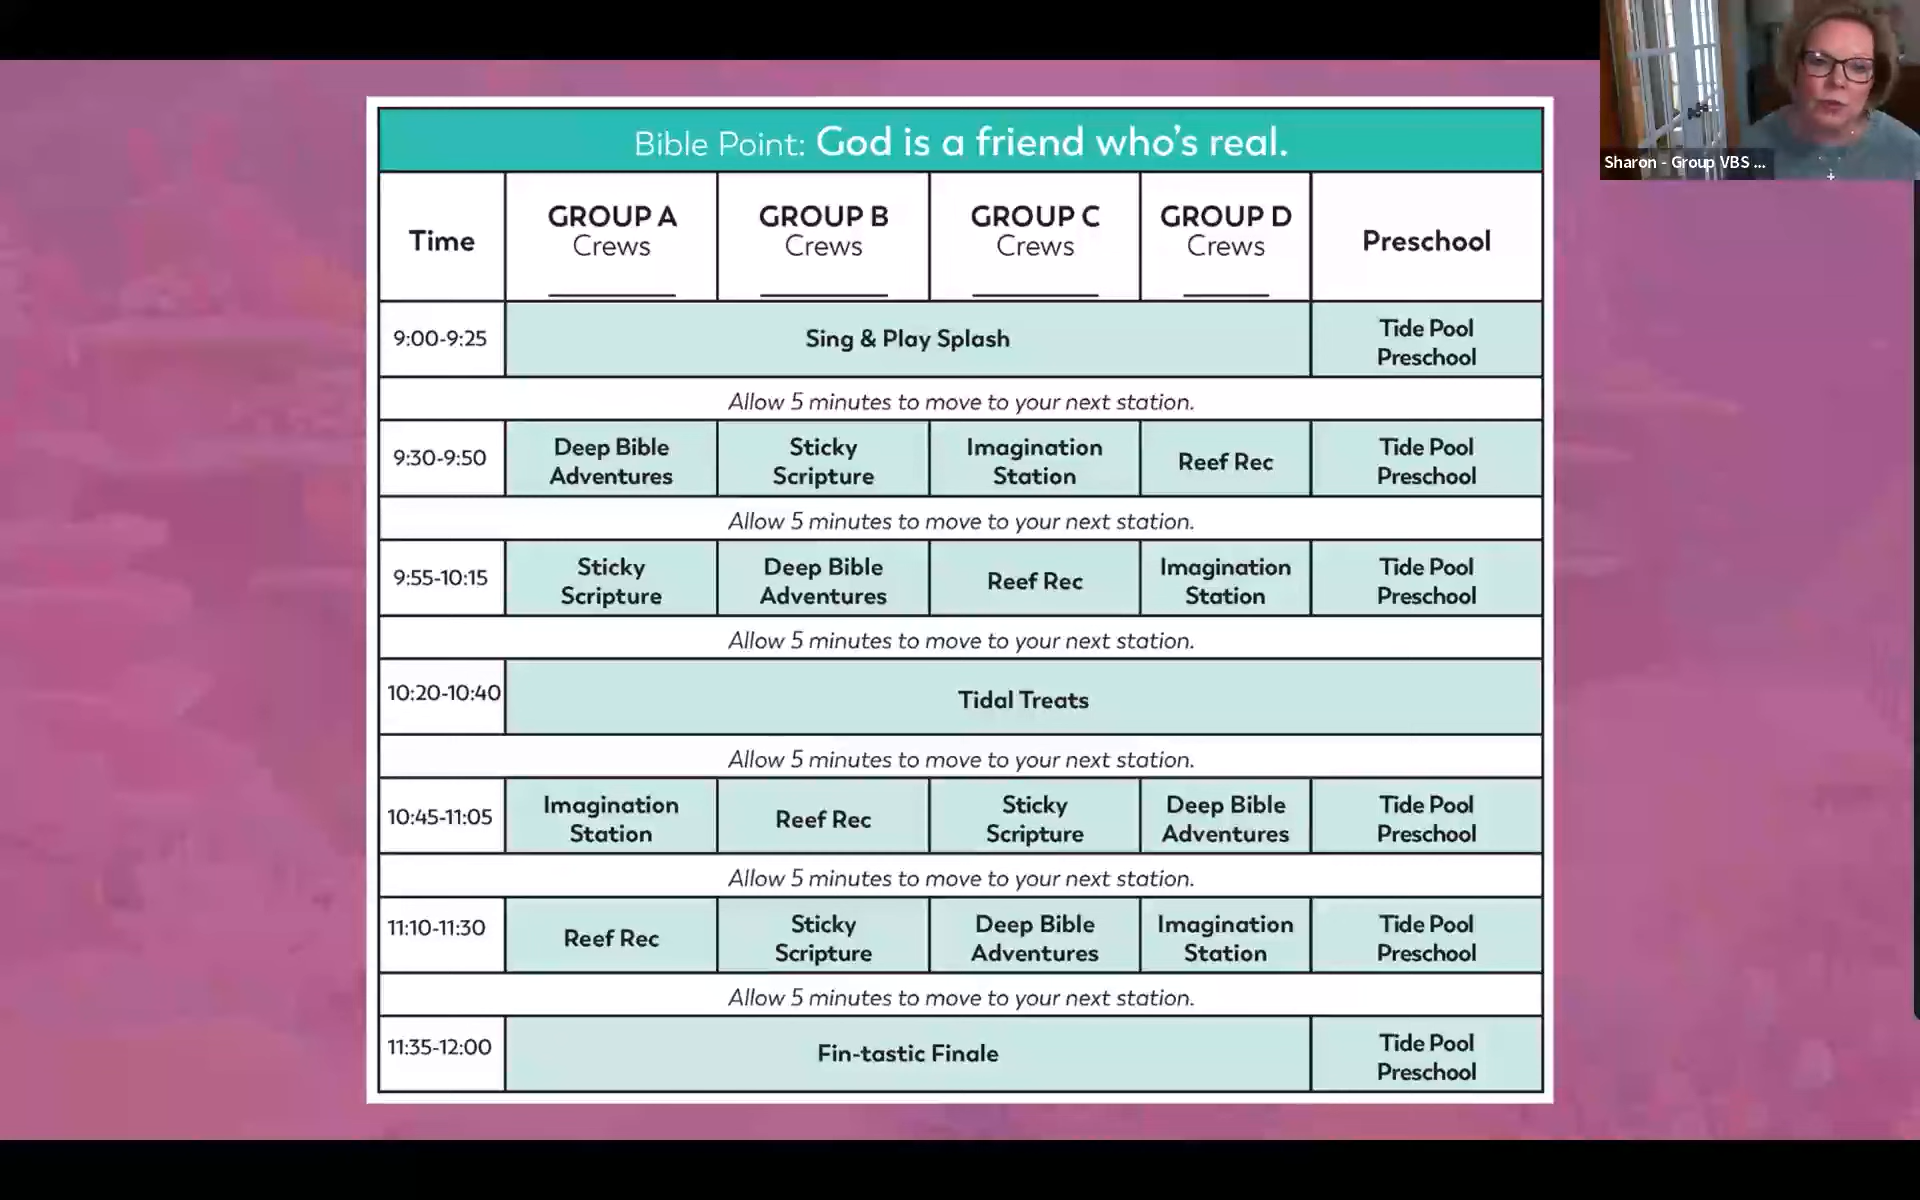 Bible Point: God is a friend who's real.
Time
GROUP A
Crews
GROUP B
Crews
GROUP C
Crews
GROUP D
Crews
Preschool
9:00-9:25
Sing & Play Splash
Tide Pool
Preschool
Allow 5 minutes to move to your next station.
9:30-9:50
Deep Bible
Adventures
Sticky
Scripture
Imagination
Station
Reef Rec
Tide Pool
Preschool
Allow 5 minutes to move to your next station.
9:55-10:15
Sticky
Scripture
Deep Bible
Adventures
Reef Rec
Imagination
Station
Tide Pool
Preschool
Allow 5 minutes to move to your next station.
10:20-10:40
Tidal Treats
Allow 5 minutes to move to your next station.
10:45-11:05
Imagination
Station
Reef Rec
Sticky
Scripture
Deep Bible
Adventures
Tide Pool
Preschool
Allow 5 minutes to move to your next station.
11:10-11:30
Reef Rec
Sticky
Scripture
Deep Bible
Adventures
Imagination
Station
Tide Pool
Preschool
Allow 5 minutes to move to your next station.
11:35-12:00
Fin-tastic Finale
Tide Pool
Preschool
Sharon - Group VBS ...